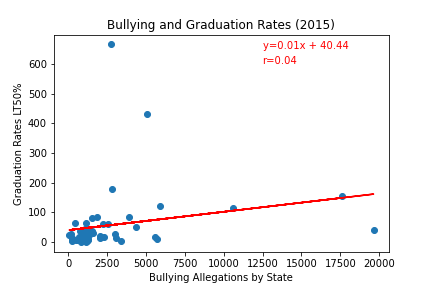 Bullying and Graduation Rates (2015)
y=0.01x + 40.44
r=0.04
Graduation Rates LT50%
600
500
400
300
200
100
0
0 2500 5000 7500 10000 12500 15000 17500 20000
Bullying Allegations by State